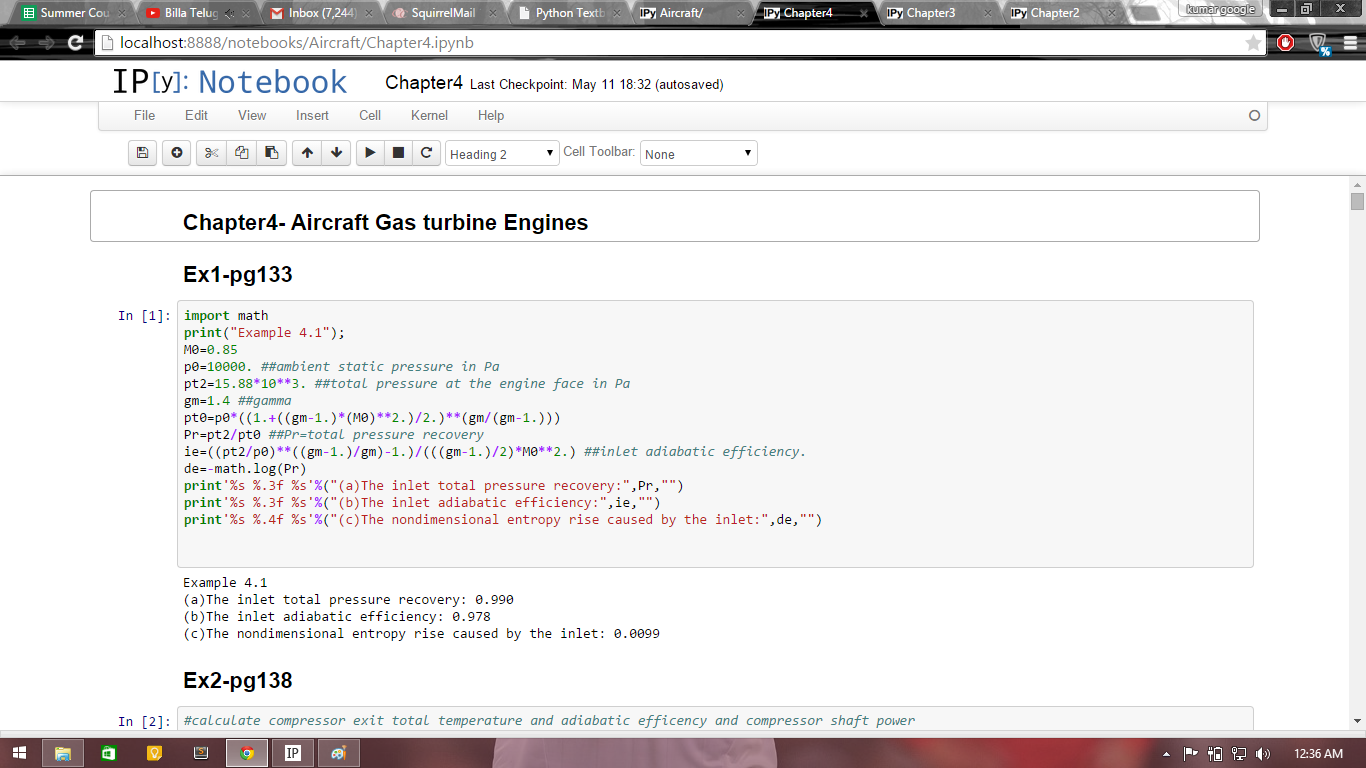 Summer Cou
Billa Telug
Inbox (7,244)
SquirrelMail
Python Textb
IPy Aircraft/
IPy Chapter4
IPy Chapter3
IPy Chapter2
kumar google
localhost:8888/notebooks/Aircraft/Chapter4.ipynb
%
IP[y]: Notebook
Chapter4 Last Checkpoint: May 11 18:32 (autosaved)
File Edit View Insert Cell Kernel Help
Heading 2 Cell Toolbar: None
Chapter4- Aircraft Gas turbine Engines
Ex1-pg133
In [1]:
import math
print("Example 4.1");
M0=0.85
p0=10000. ##ambient static pressure in Pa
pt2=15.88*10**3. ##total pressure at the engine face in Pa
gm=1.4 ##gamma
pt0=p0*((1.+((gm-1.)*(M0)**2.)/2.)**(gm/(gm-1.)))
Pr=pt2/pt0 ##Pr=total pressure recovery
ie=((pt2/p0)**((gm-1.)/gm)-1.)/(((gm-1.)/2)*M0**2.) ##inlet adiabatic efficiency.
de=-math.log(Pr)
print'%s %.3f %s'%("(a)The inlet total pressure recovery:",Pr,"")
print'%s %.3f %s'%("(b)The inlet adiabatic efficiency:",ie,"")
print'%s %.4f %s'%("(c)The nondimensional entropy rise caused by the inlet:",de,"")
Example 4.1
(a)The inlet total pressure recovery: 0.990
(b)The inlet adiabatic efficiency: 0.978
(c)The nondimensional entropy rise caused by the inlet: 0.0099
Ex2-pg138
In [2]: #calculate compressor exit total temperature and adiabatic efficency and compressor shaft power
IP
12:36 AM